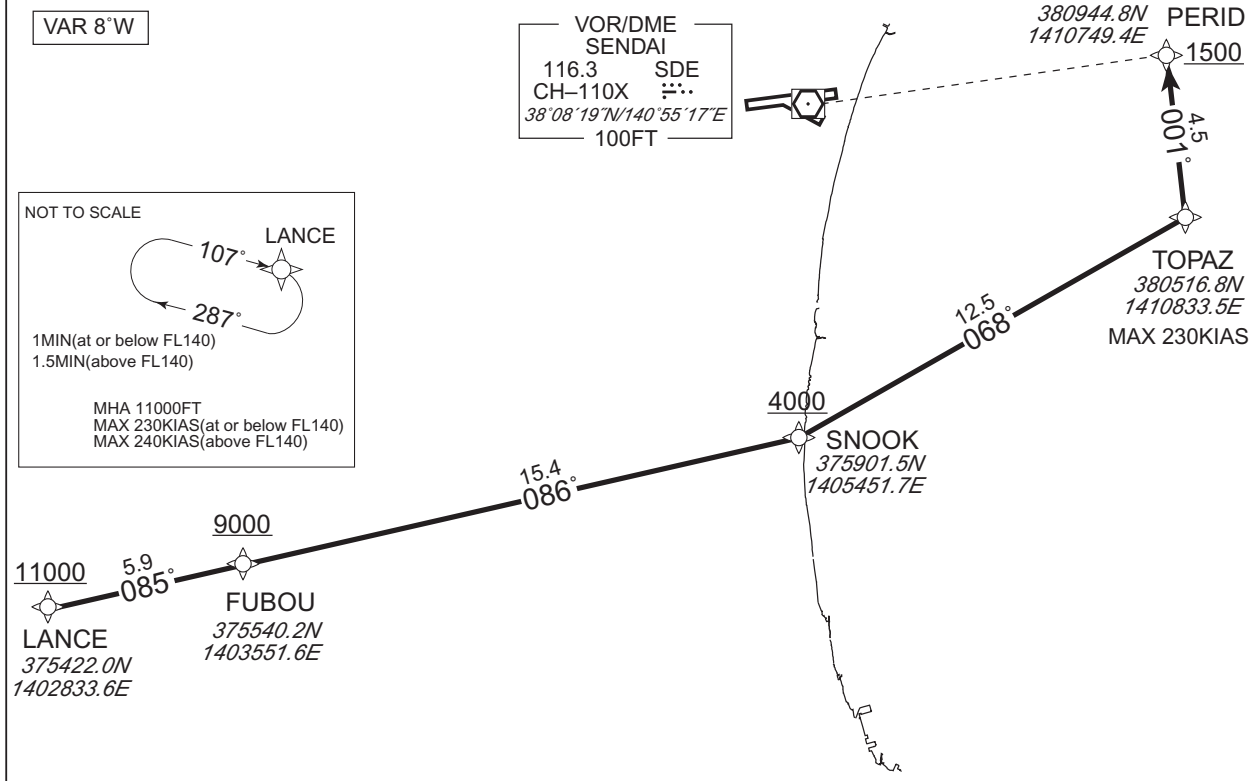 VAR 8°W
VOR/DME
SENDAI
116.3 SDE
CH–110X
38°08´19˝N/140°55´17˝E
100FT
380944.8N PERID
1410749.4E
1500
4.5
001°
NOT TO SCALE
LANCE
107°
287°
1MIN(at or below FL140)
1.5MIN(above FL140)
MHA 11000FT
MAX 230KIAS(at or below FL140)
MAX 240KIAS(above FL140)
TOPAZ
380516.8N
1410833.5E
MAX 230KIAS
12.5
068°
4000
SNOOK
375901.5N
1405451.7E
15.4
086°
9000
FUBOU
375540.2N
1403551.6E
5.9
085°
11000
LANCE
375422.0N
1402833.6E